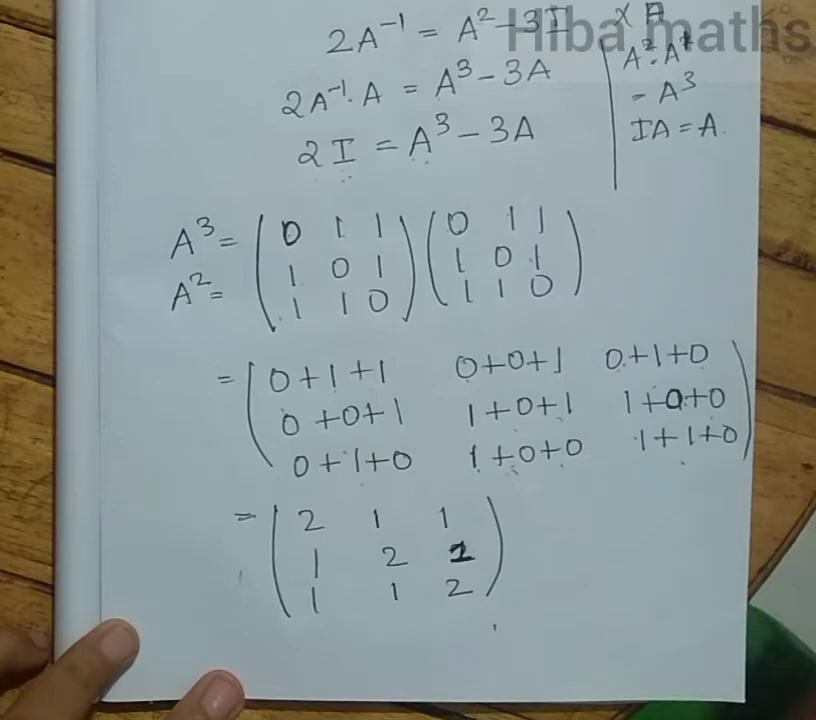 Hiba maths
2A⁻¹ = A² - 3I × A
2A⁻¹. A = A³ - 3A
2I = A³ - 3A
A². A¹
= A³
IA = A.
A³ = ( 0 1 1 ) ( 0 1 1 )
A² = ( 1 0 1 ) ( 1 0 1 )
( 1 1 0 ) ( 1 1 0 )
= ( 0+1+1 0+0+1 0+1+0 )
( 0+0+1 1+0+1 1+0+0 )
( 0+1+0 1+0+0 1+1+0 )
= ( 2 1 1 )
( 1 2 1 )
( 1 1 2 )